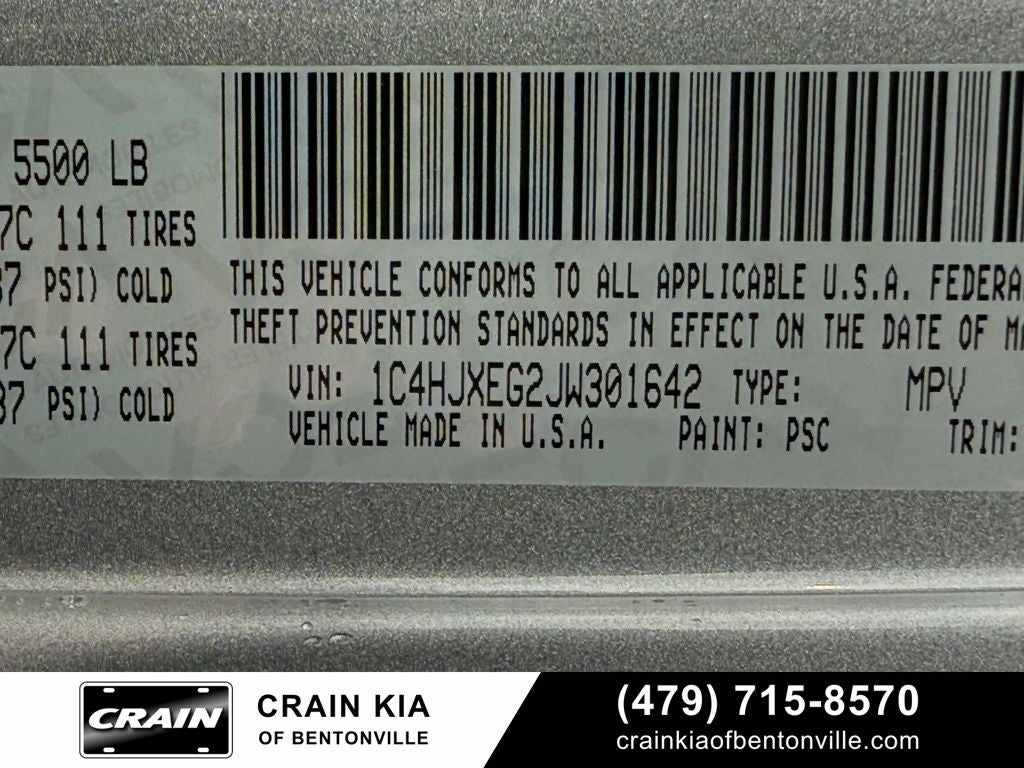 5500 LB
7C 111 TIRES
37 PSI) COLD
7C 111 TIRES
37 PSI) COLD
THIS VEHICLE CONFORMS TO ALL APPLICABLE U.S.A. FEDERA
THEFT PREVENTION STANDARDS IN EFFECT ON THE DATE OF MA
VIN: 1C4HJXEG2JW301642 TYPE: MPV
VEHICLE MADE IN U.S.A. PAINT: PSC TRIM:
CRAIN
CRAIN KIA
OF BENTONVILLE
(479) 715-8570
crainkiaofbentonville.com